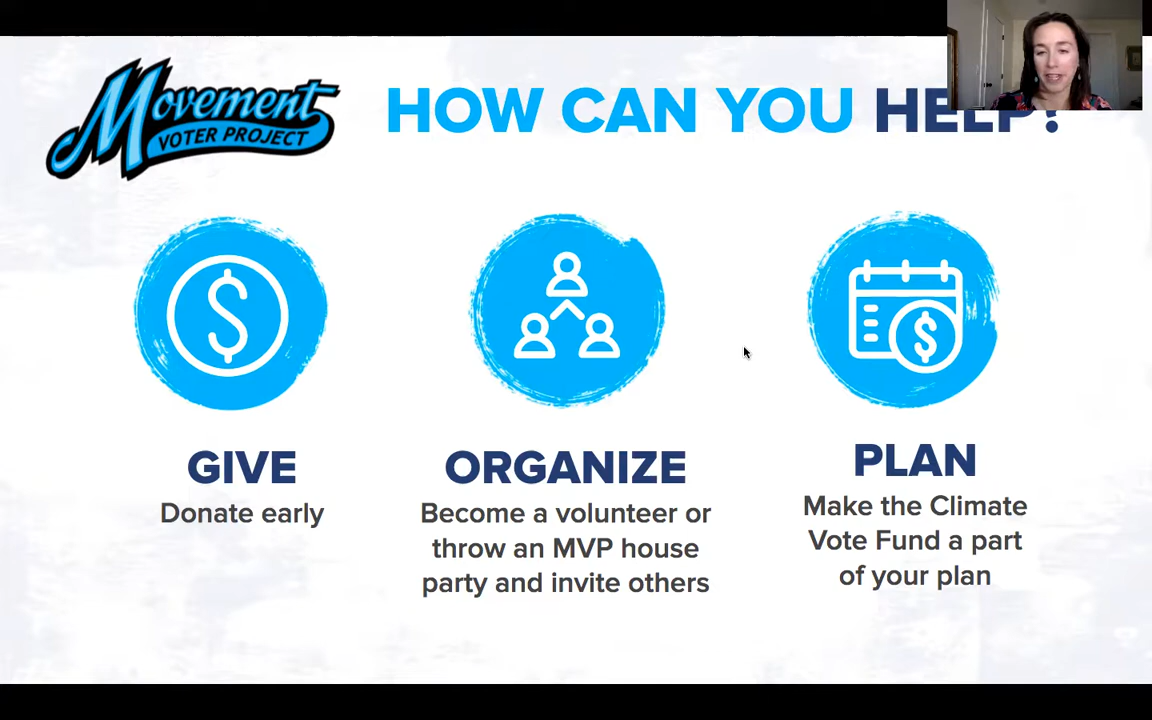 Movement
VOTER PROJECT
HOW CAN YOU HELP?
GIVE
Donate early
ORGANIZE
Become a volunteer or
throw an MVP house
party and invite others
PLAN
Make the Climate
Vote Fund a part
of your plan